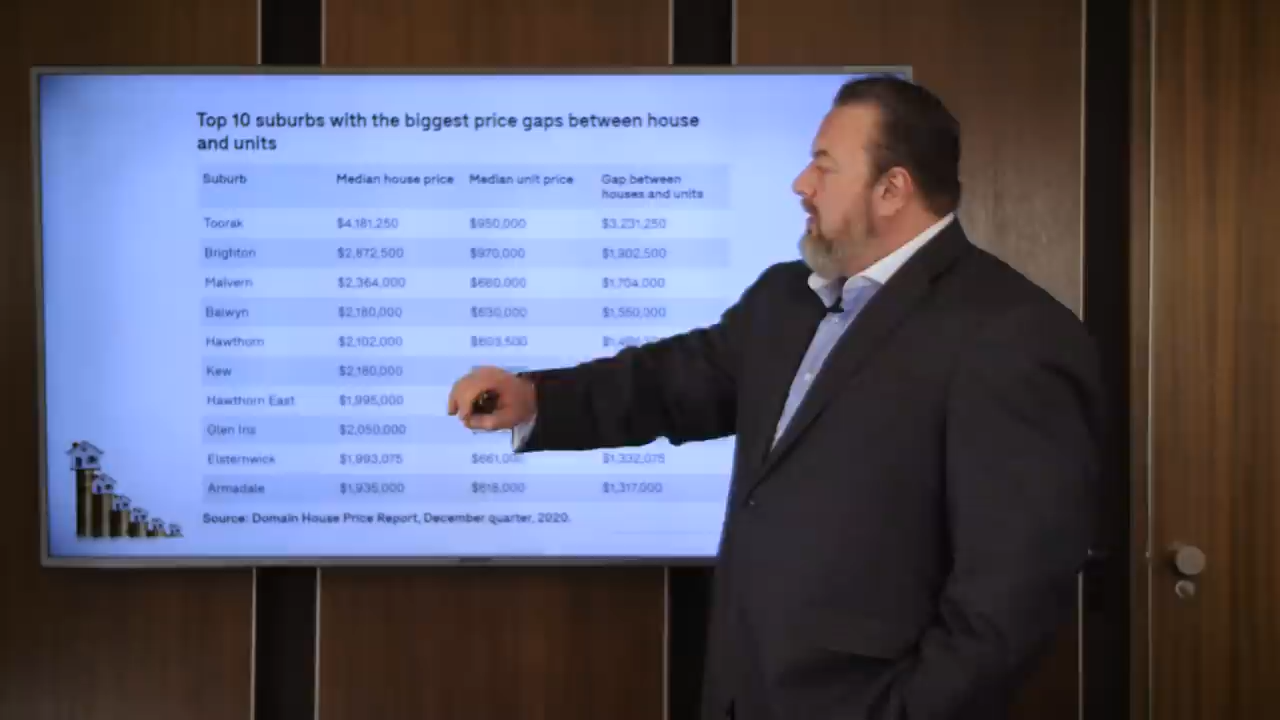 Top 10 suburbs with the biggest price gaps between house
and units
Suburb Median house price Median unit price Gap between
houses and units
Toorak $4,181,250 $950,000 $3,231,250
Brighton $2,872,500 $970,000 $1,902,500
Malvern $2,364,000 $660,000 $1,704,000
Balwyn $2,180,000 $630,000 $1,550,000
Hawthorn $2,102,000 $603,500
Kew $2,180,000
Hawthorn East $1,995,000
Glen Iris $2,050,000
Elsternwick $1,993,075 $1,332,075
Armadale $1,935,000 $618,000 $1,317,000
Source: Domain House Price Report, December quarter, 2020.